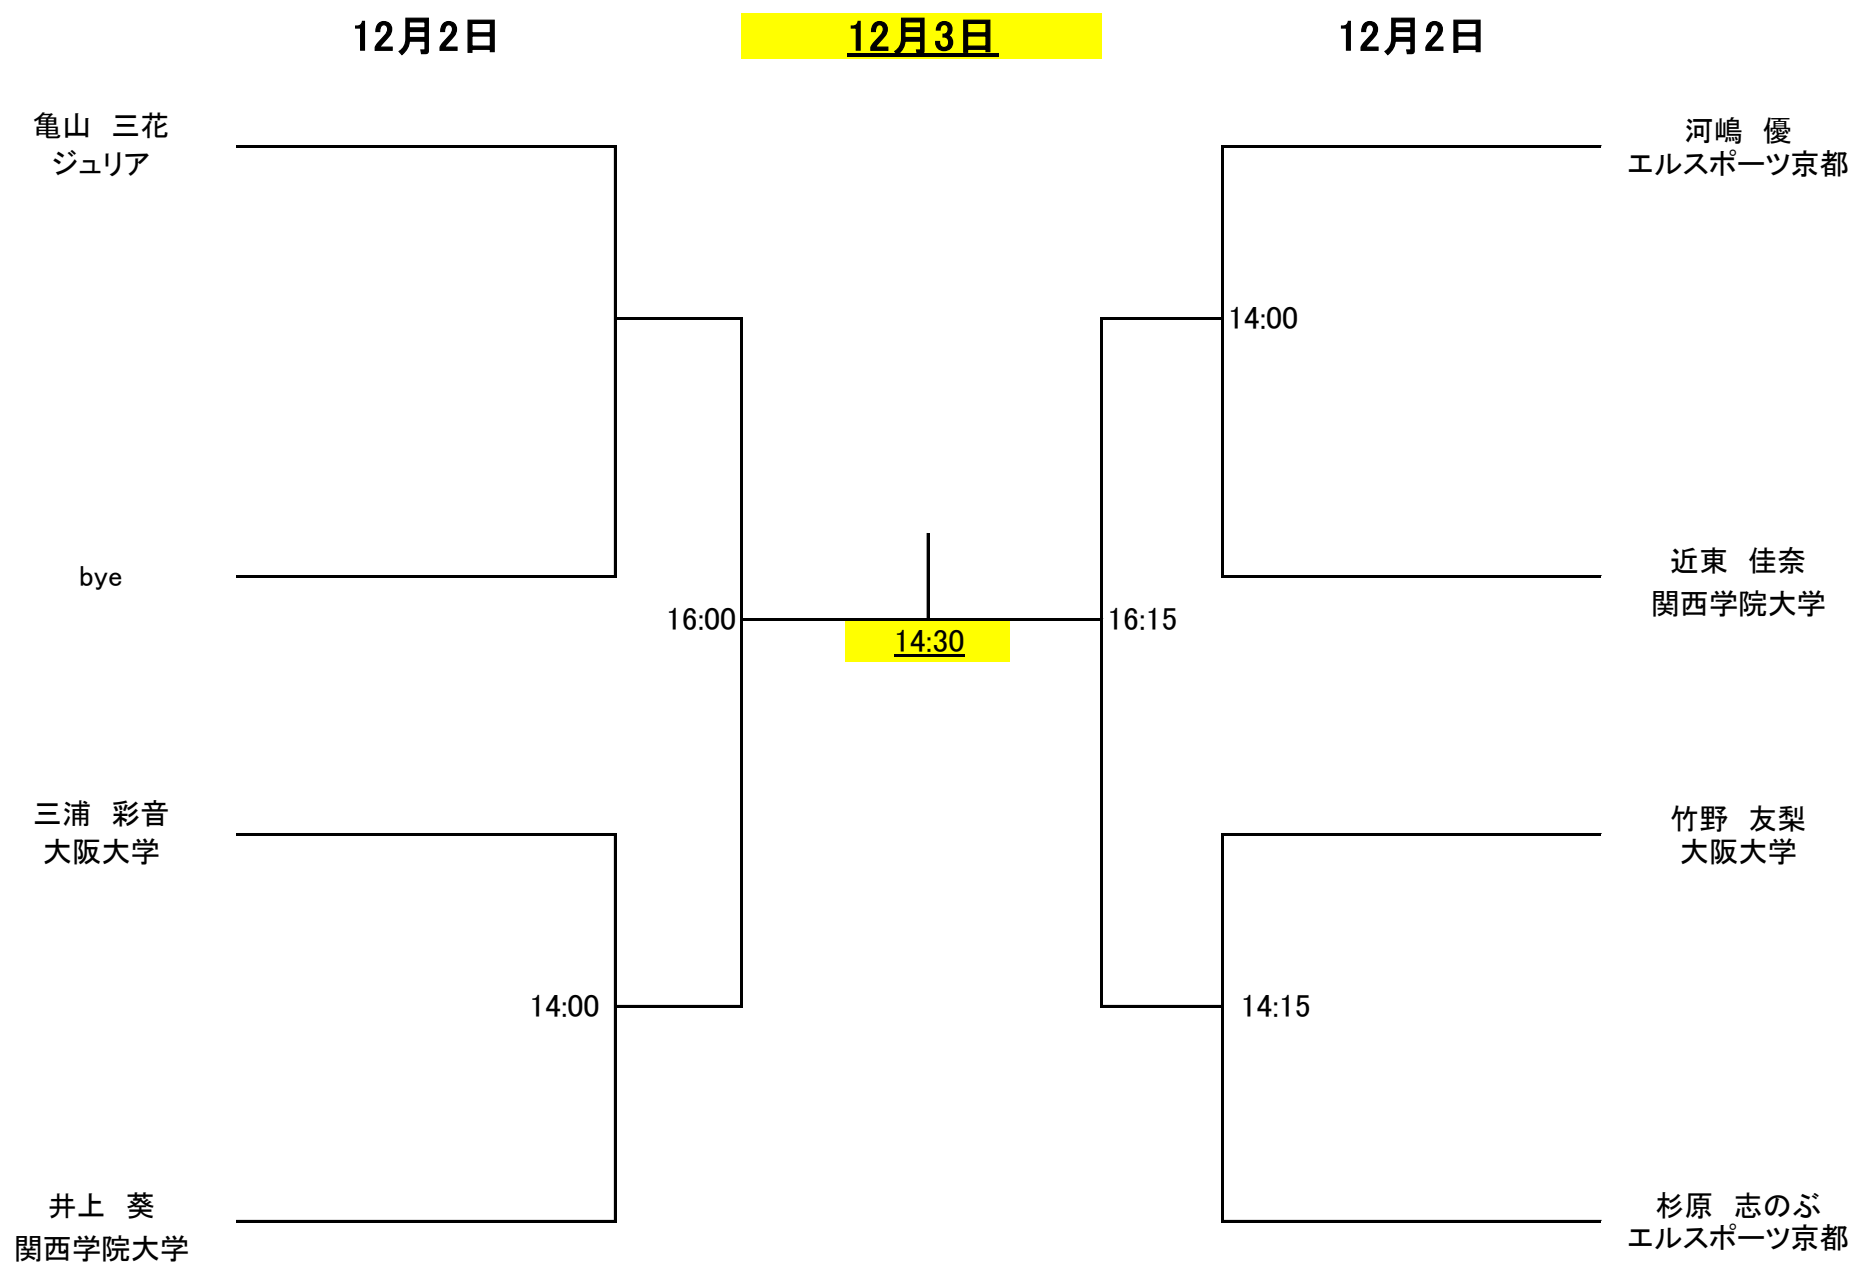 12月2日
12月3日
12月2日
亀山　三花
ジュリア
河嶋　優
エルスポーツ京都
14:00
bye
近東　佳奈
関西学院大学
16:00
14:30
16:15
三浦　彩音
大阪大学
竹野　友梨
大阪大学
14:00
14:15
井上　葵
関西学院大学
杉原　志のぶ
エルスポーツ京都